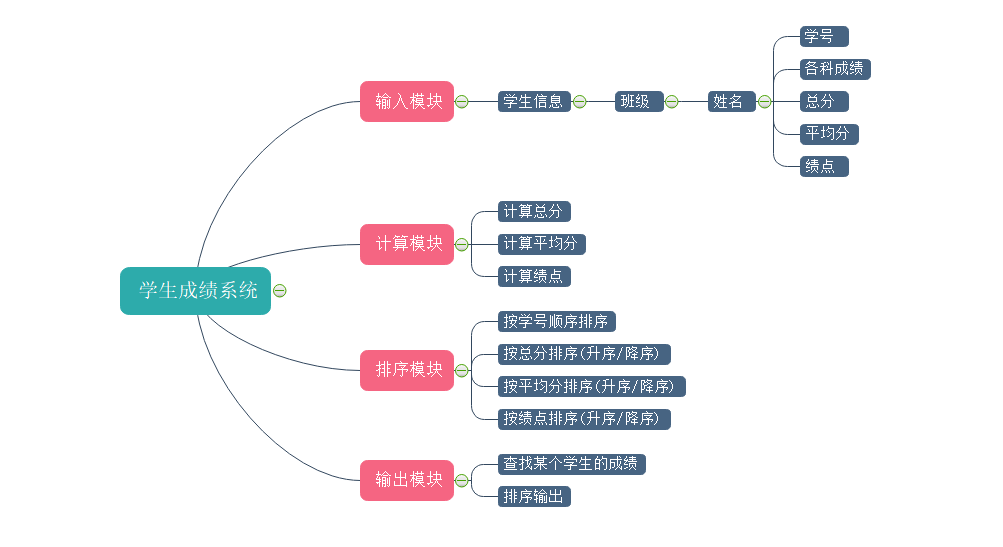 学生成绩系统
输入模块
学生信息
班级
姓名
学号
各科成绩
总分
平均分
绩点
计算模块
计算总分
计算平均分
计算绩点
排序模块
按学号顺序排序
按总分排序(升序/降序)
按平均分排序(升序/降序)
按绩点排序(升序/降序)
输出模块
查找某个学生的成绩
排序输出